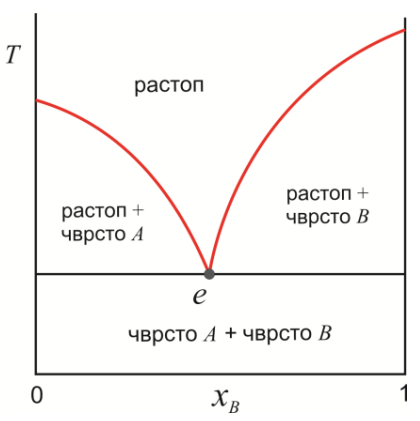 T
растоп
растоп +
чврсто A
растоп +
чврсто B
e
чврсто A + чврсто B
0
x_B
1